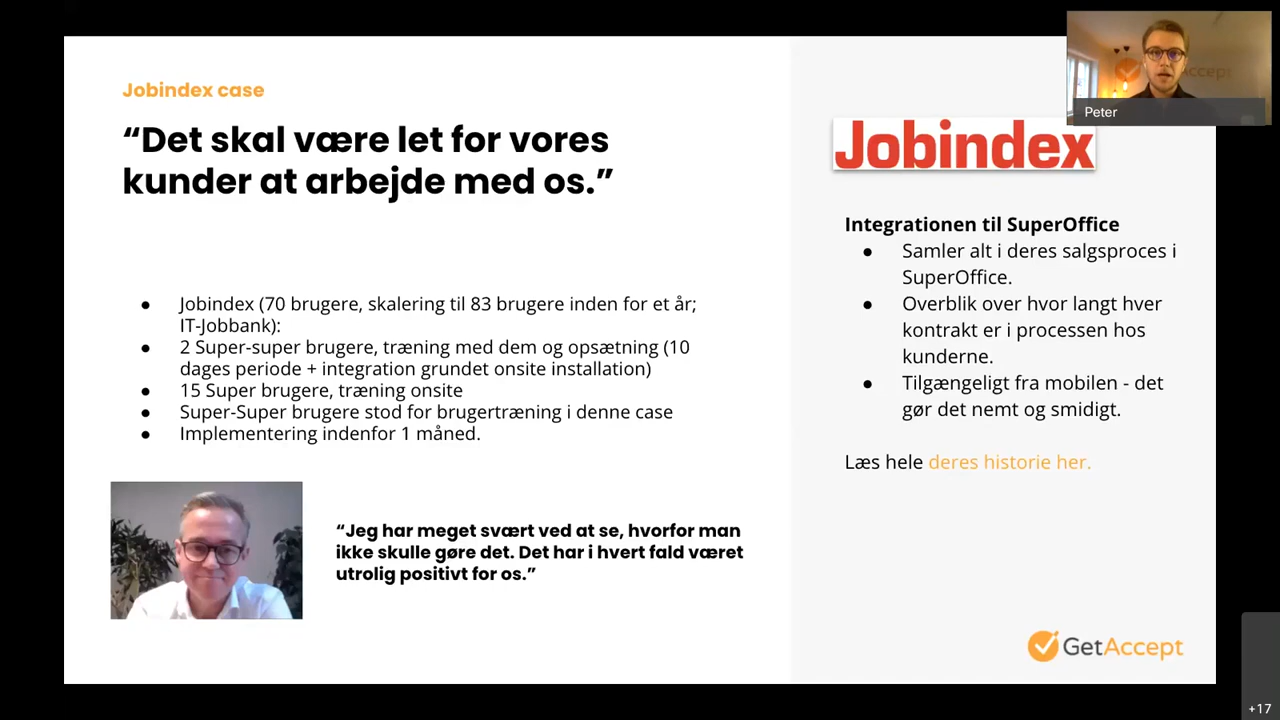 Jobindex case
“Det skal være let for vores
kunder at arbejde med os.”
● Jobindex (70 brugere, skalering til 83 brugere inden for et år;
IT-Jobbank):
● 2 Super-super brugere, træning med dem og opsætning (10
dages periode + integration grundet onsite installation)
● 15 Super brugere, træning onsite
● Super-Super brugere stod for brugertræning i denne case
● Implementering indenfor 1 måned.
“Jeg har meget svært ved at se, hvorfor man
ikke skulle gøre det. Det har i hvert fald været
utrolig positivt for os.”
Peter
Jobindex
Integrationen til SuperOffice
● Samler alt i deres salgsproces i
SuperOffice.
● Overblik over hvor langt hver
kontrakt er i processen hos
kunderne.
● Tilgængeligt fra mobilen - det
gør det nemt og smidigt.
Læs hele deres historie her.
GetAccept
+17